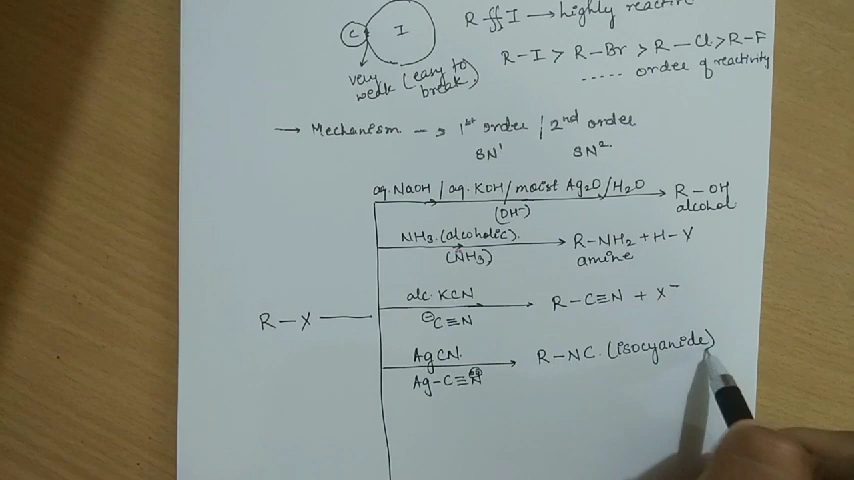 C I R ∬ I → highly reactive
very weak (easy to break)
R-I > R-Br > R-Cl > R-F
..... order of reactivity
→ Mechanism → 1st order / 2nd order
SN1 SN2.
aq.NaOH / aq.KOH / moist Ag2O/H2O
(OH-)
R-OH
alcohol
NH3.(alcoholic).
(NH3)
R-NH2 + H-X
amine
alc.KCN
⊖C≡N
R-C≡N + X-
R-X
AgCN
Ag-C≡N
R-NC. (isocyanide)